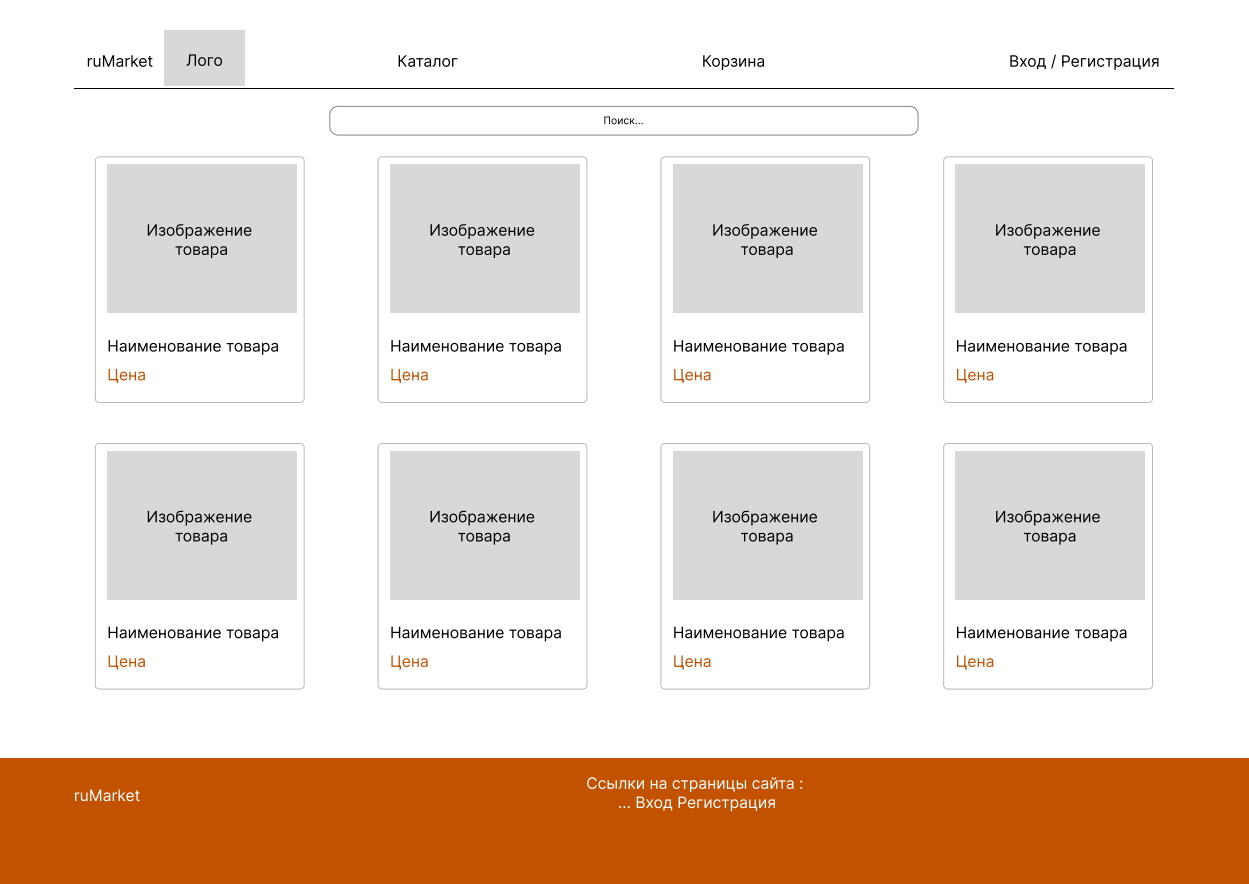 ruMarket
Лого
Каталог
Корзина
Вход / Регистрация
Поиск...
Изображение
товара
Наименование товара
Цена
Изображение
товара
Наименование товара
Цена
Изображение
товара
Наименование товара
Цена
Изображение
товара
Наименование товара
Цена
Изображение
товара
Наименование товара
Цена
Изображение
товара
Наименование товара
Цена
Изображение
товара
Наименование товара
Цена
Изображение
товара
Наименование товара
Цена
ruMarket
Ссылки на страницы сайта :
... Вход Регистрация